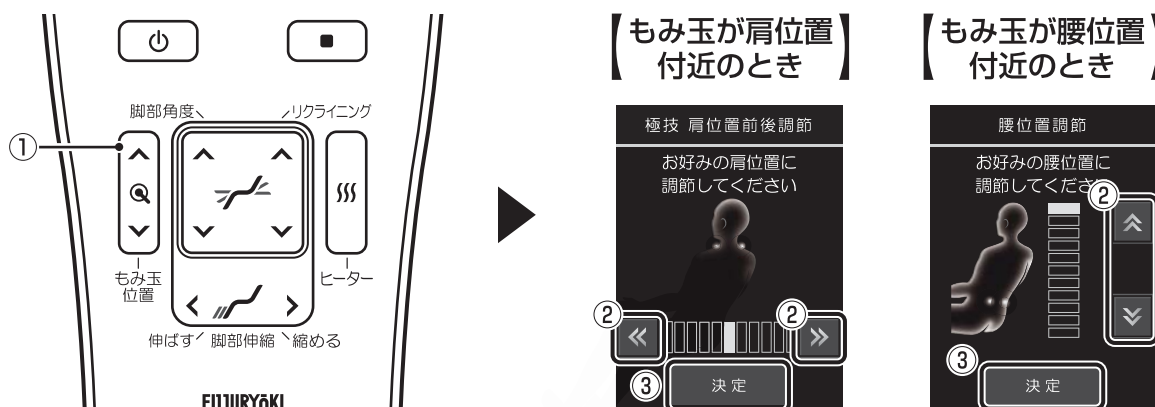 脚部角度
リクライニング
①
もみ玉
位置
ヒーター
伸ばす
脚部伸縮
縮める
FUJIIRYOKI
【もみ玉が肩位置
付近のとき】
極技 肩位置前後調節
お好みの肩位置に
調節してください
②
②
③
決定
【もみ玉が腰位置
付近のとき】
腰位置調節
お好みの腰位置に
調節してください
②
③
決定